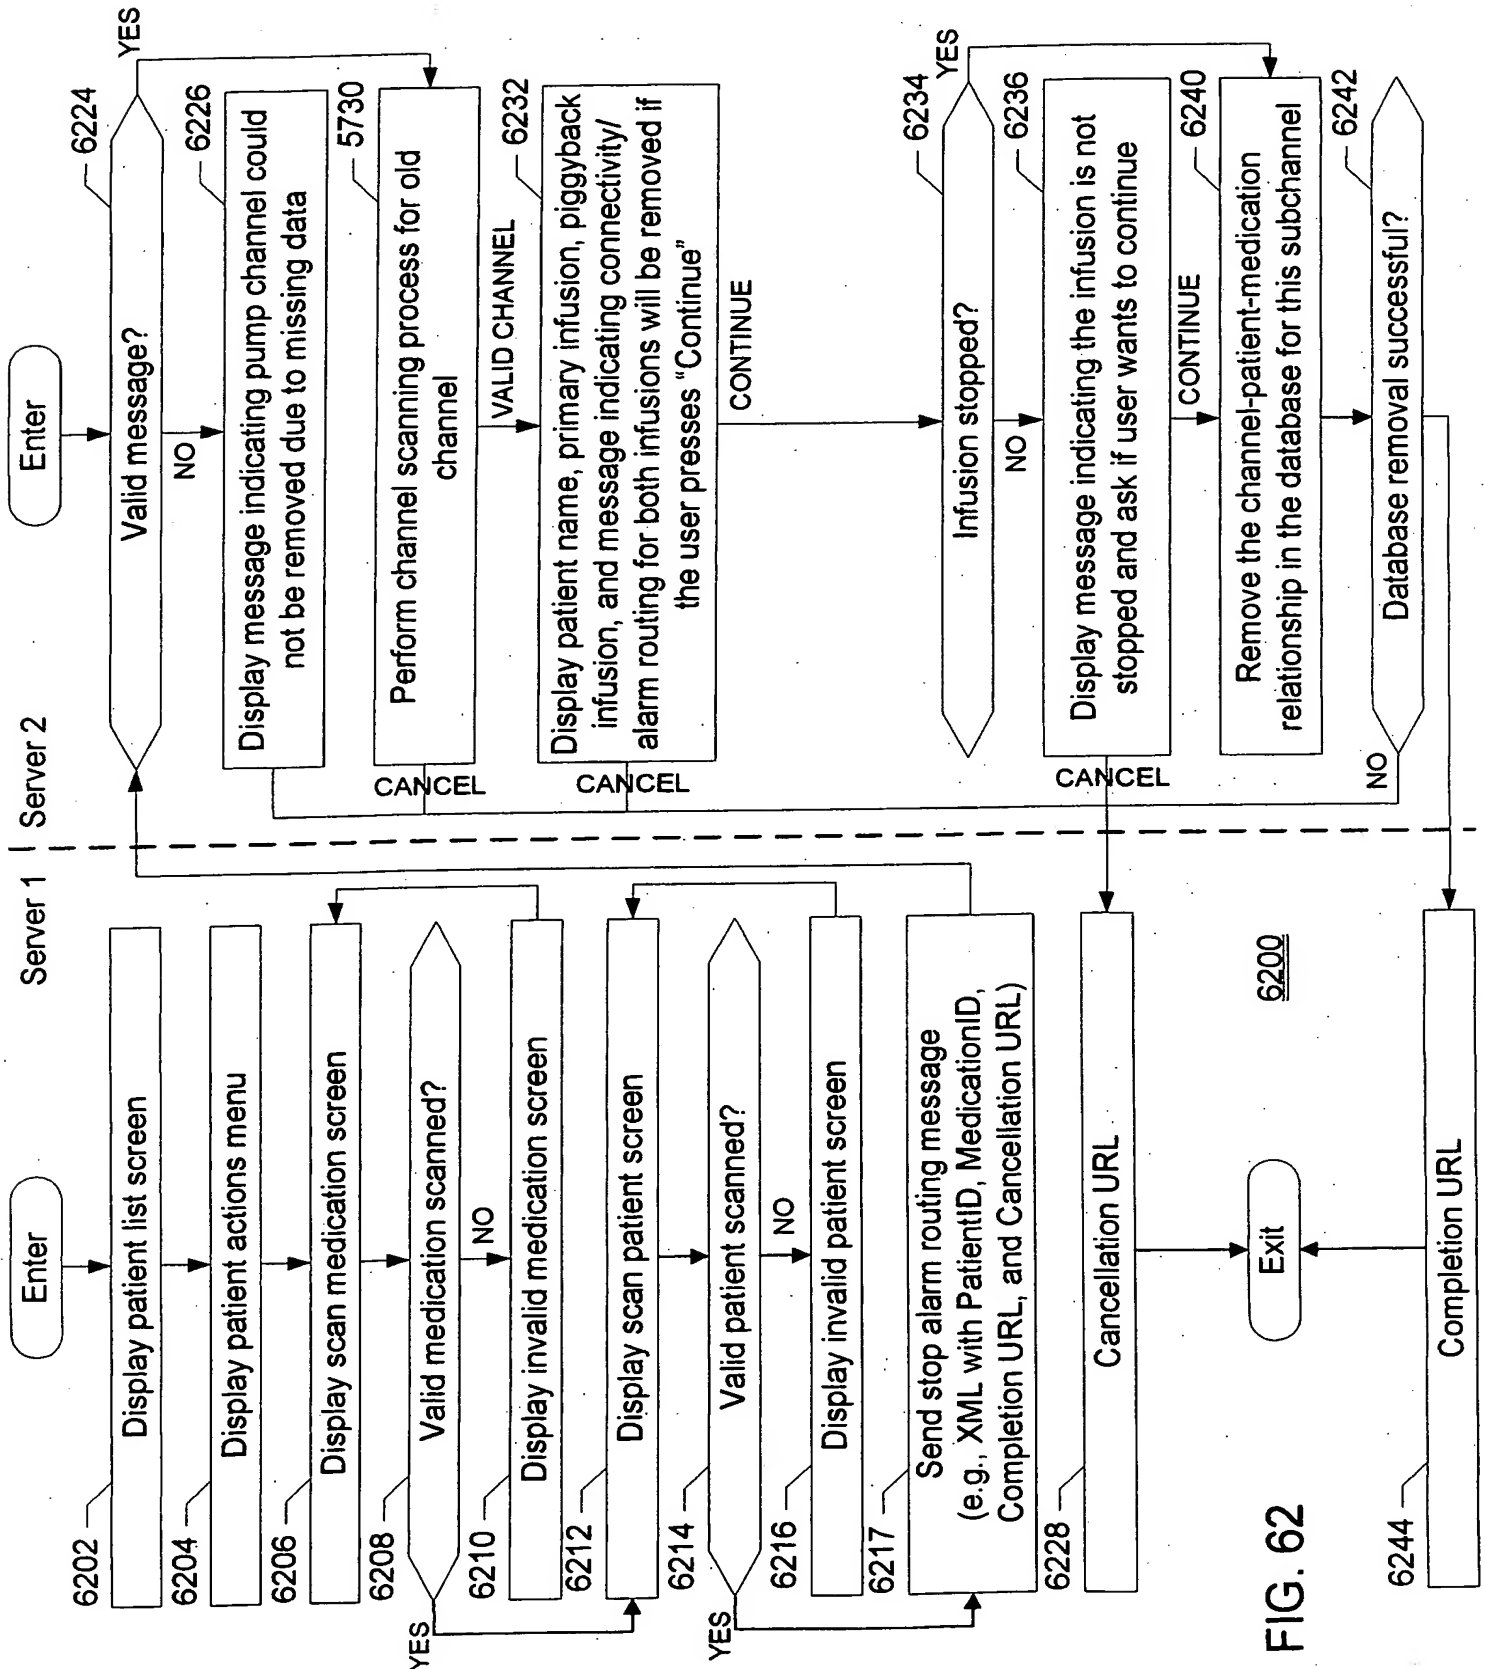 Server 1
Server 2
Enter
6202
Display patient list screen
6204
Display patient actions menu
6206
Display scan medication screen
6208
Valid medication scanned?
YES
NO
6210
Display invalid medication screen
6212
Display scan patient screen
6214
Valid patient scanned?
YES
NO
6216
Display invalid patient screen
6217
Send stop alarm routing message
(e.g., XML with PatientID, MedicationID,
Completion URL, and Cancellation URL)
6228
Cancellation URL
Exit
6200
6244
Completion URL
Enter
6224
Valid message?
YES
NO
6226
Display message indicating pump channel could
not be removed due to missing data
5730
Perform channel scanning process for old
channel
CANCEL
VALID CHANNEL
6232
Display patient name, primary infusion, piggyback
infusion, and message indicating connectivity/
alarm routing for both infusions will be removed if
the user presses “Continue”
CANCEL
CONTINUE
6234
Infusion stopped?
YES
NO
6236
Display message indicating the infusion is not
stopped and ask if user wants to continue
CANCEL
CONTINUE
6240
Remove the channel-patient-medication
relationship in the database for this subchannel
6242
Database removal successful?
NO
FIG. 62